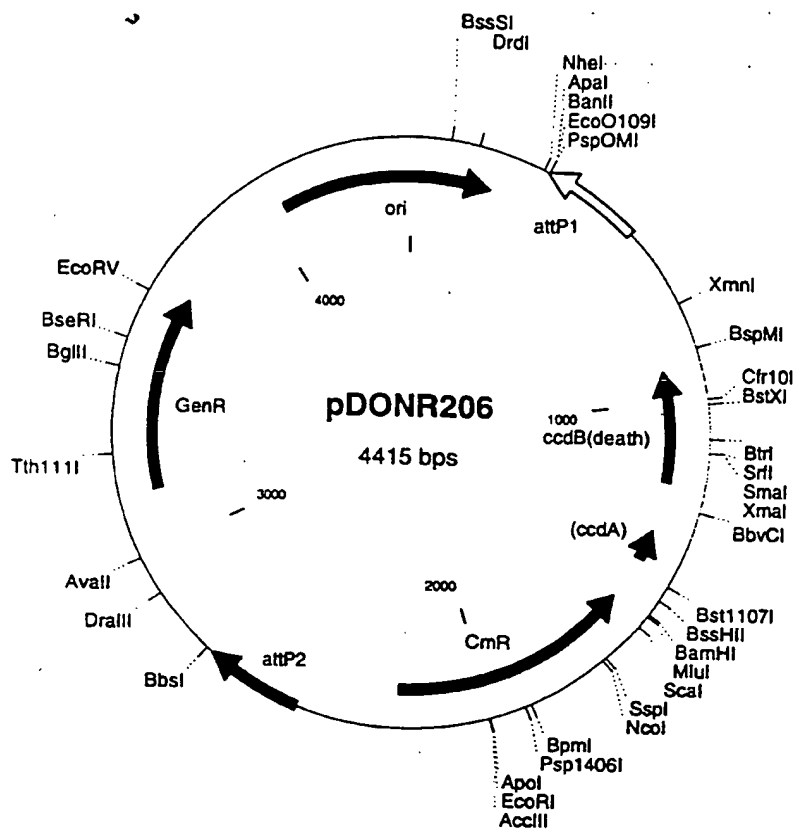 BssSI
DrdI
NheI
ApaI
BanII
EcoO109I
PspOMI
ori
attP1
EcoRV
4000
XmnI
BseRI
BspMI
BglII
Cfr10I
GenR
pDONR206
BstXI
1000
ccdB(death)
4415 bps
BtrI
Tth111I
SrfI
SmaI
3000
XmaI
(ccdA)
BbvCI
AvaII
2000
DraIII
Bst1107I
CmR
BssHII
attP2
BamHI
BbsI
MluI
ScaI
SspI
NcoI
BpmI
Psp1406I
ApoI
EcoRI
AccIII